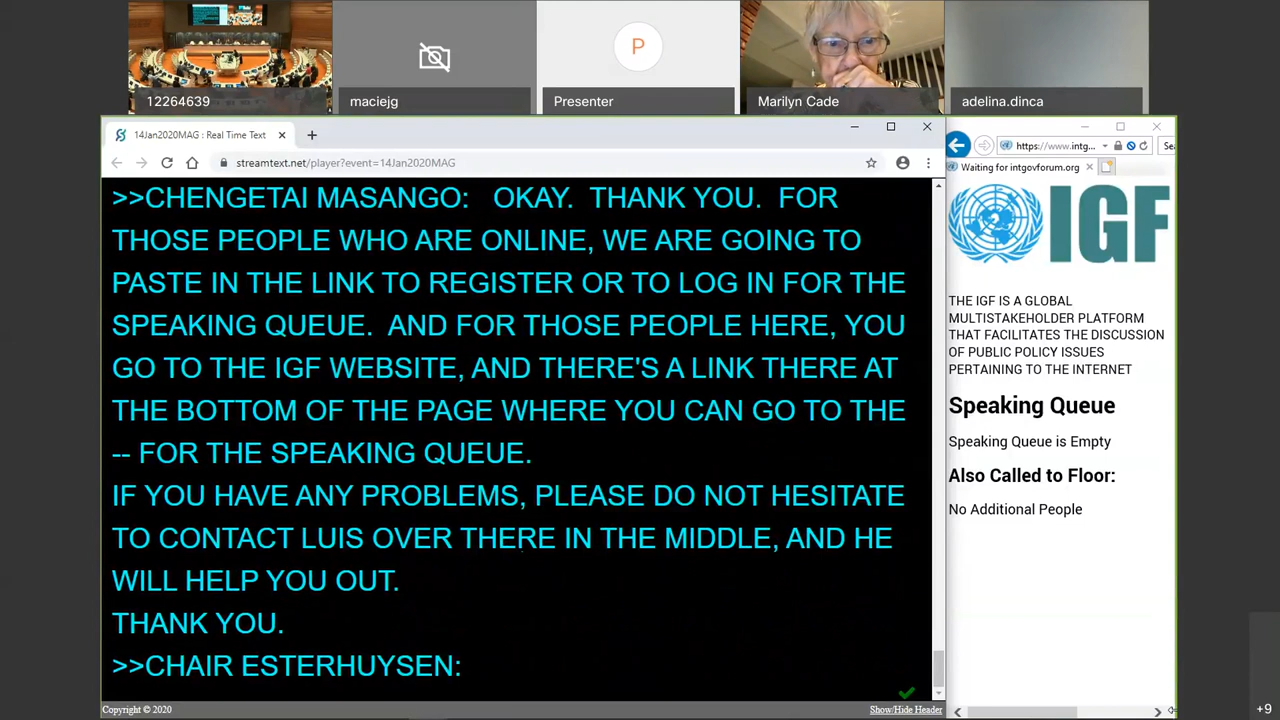 12264639
maciejg
P
Presenter
Marilyn Cade
adelina.dinca
14Jan2020MAG : Real Time Text
streamtext.net/player?event=14Jan2020MAG
>>CHENGETAI MASANGO:   OKAY.  THANK YOU.  FOR
THOSE PEOPLE WHO ARE ONLINE, WE ARE GOING TO
PASTE IN THE LINK TO REGISTER OR TO LOG IN FOR THE
SPEAKING QUEUE.  AND FOR THOSE PEOPLE HERE, YOU
GO TO THE IGF WEBSITE, AND THERE'S A LINK THERE AT
THE BOTTOM OF THE PAGE WHERE YOU CAN GO TO THE
-- FOR THE SPEAKING QUEUE.
IF YOU HAVE ANY PROBLEMS, PLEASE DO NOT HESITATE
TO CONTACT LUIS OVER THERE IN THE MIDDLE, AND HE
WILL HELP YOU OUT.
THANK YOU.
>>CHAIR ESTERHUYSEN:
Copyright © 2020
Show/Hide Header
https://www.intg...
Sea
Waiting for intgovforum.org
IGF
THE IGF IS A GLOBAL
MULTISTAKEHOLDER PLATFORM
THAT FACILITATES THE DISCUSSION
OF PUBLIC POLICY ISSUES
PERTAINING TO THE INTERNET
Speaking Queue
Speaking Queue is Empty
Also Called to Floor:
No Additional People
+9